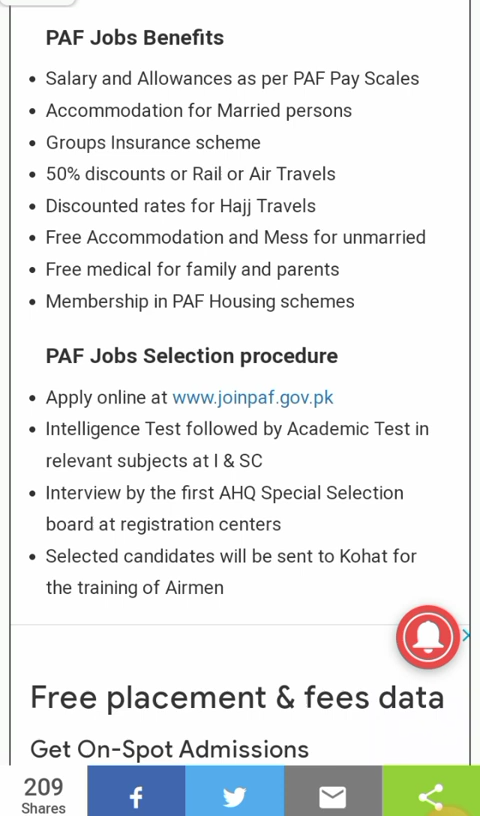 PAF Jobs Benefits
Salary and Allowances as per PAF Pay Scales
Accommodation for Married persons
Groups Insurance scheme
50% discounts or Rail or Air Travels
Discounted rates for Hajj Travels
Free Accommodation and Mess for unmarried
Free medical for family and parents
Membership in PAF Housing schemes
PAF Jobs Selection procedure
Apply online at www.joinpaf.gov.pk
Intelligence Test followed by Academic Test in
relevant subjects at I & SC
Interview by the first AHQ Special Selection
board at registration centers
Selected candidates will be sent to Kohat for
the training of Airmen
Free placement & fees data
Get On-Spot Admissions
209
Shares